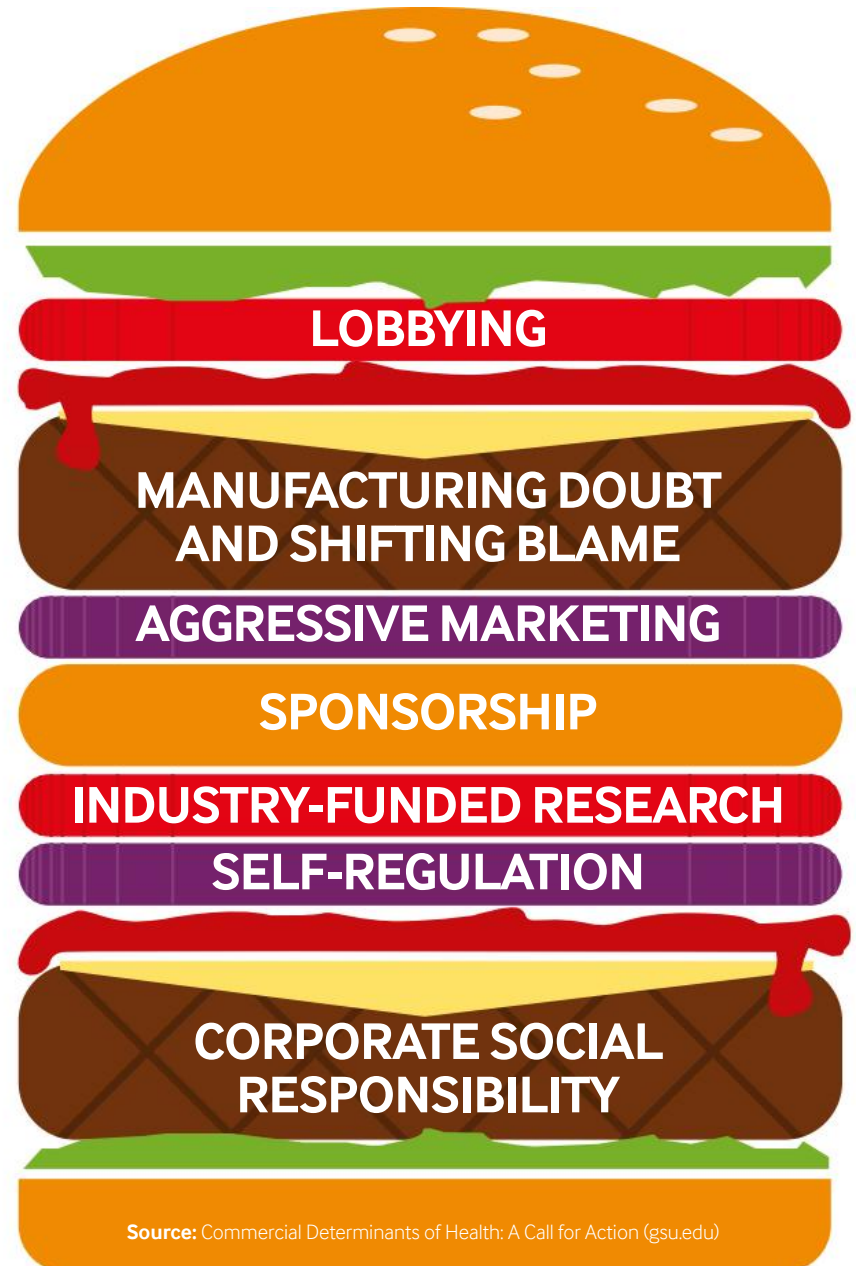 LOBBYING
MANUFACTURING DOUBT
AND SHIFTING BLAME
AGGRESSIVE MARKETING
SPONSORSHIP
INDUSTRY-FUNDED RESEARCH
SELF-REGULATION
CORPORATE SOCIAL
RESPONSIBILITY
Source: Commercial Determinants of Health: A Call for Action (gsu.edu)